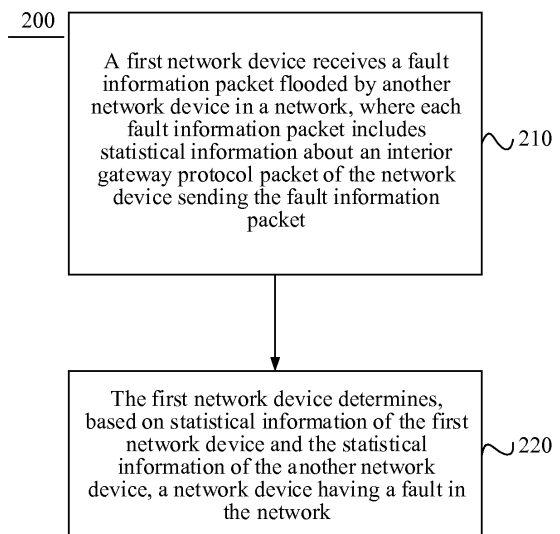 200
A first network device receives a fault
information packet flooded by another
network device in a network, where each
fault information packet includes
statistical information about an interior
gateway protocol packet of the network
device sending the fault information
packet
210
The first network device determines,
based on statistical information of the first
network device and the statistical
information of the another network
device, a network device having a fault in
the network
220